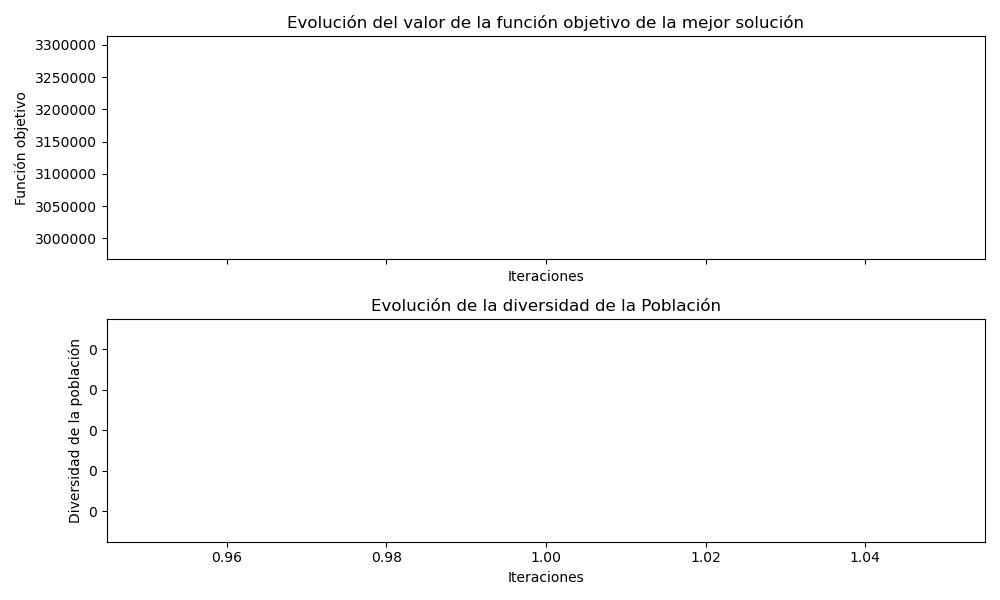 Evolución del valor de la función objetivo de la mejor solución
3300000
3250000
3200000
3150000
3100000
3050000
3000000
Función objetivo
Iteraciones
Evolución de la diversidad de la Población
0
0
0
0
0
Diversidad de la población
0.96 0.98 1.00 1.02 1.04
Iteraciones